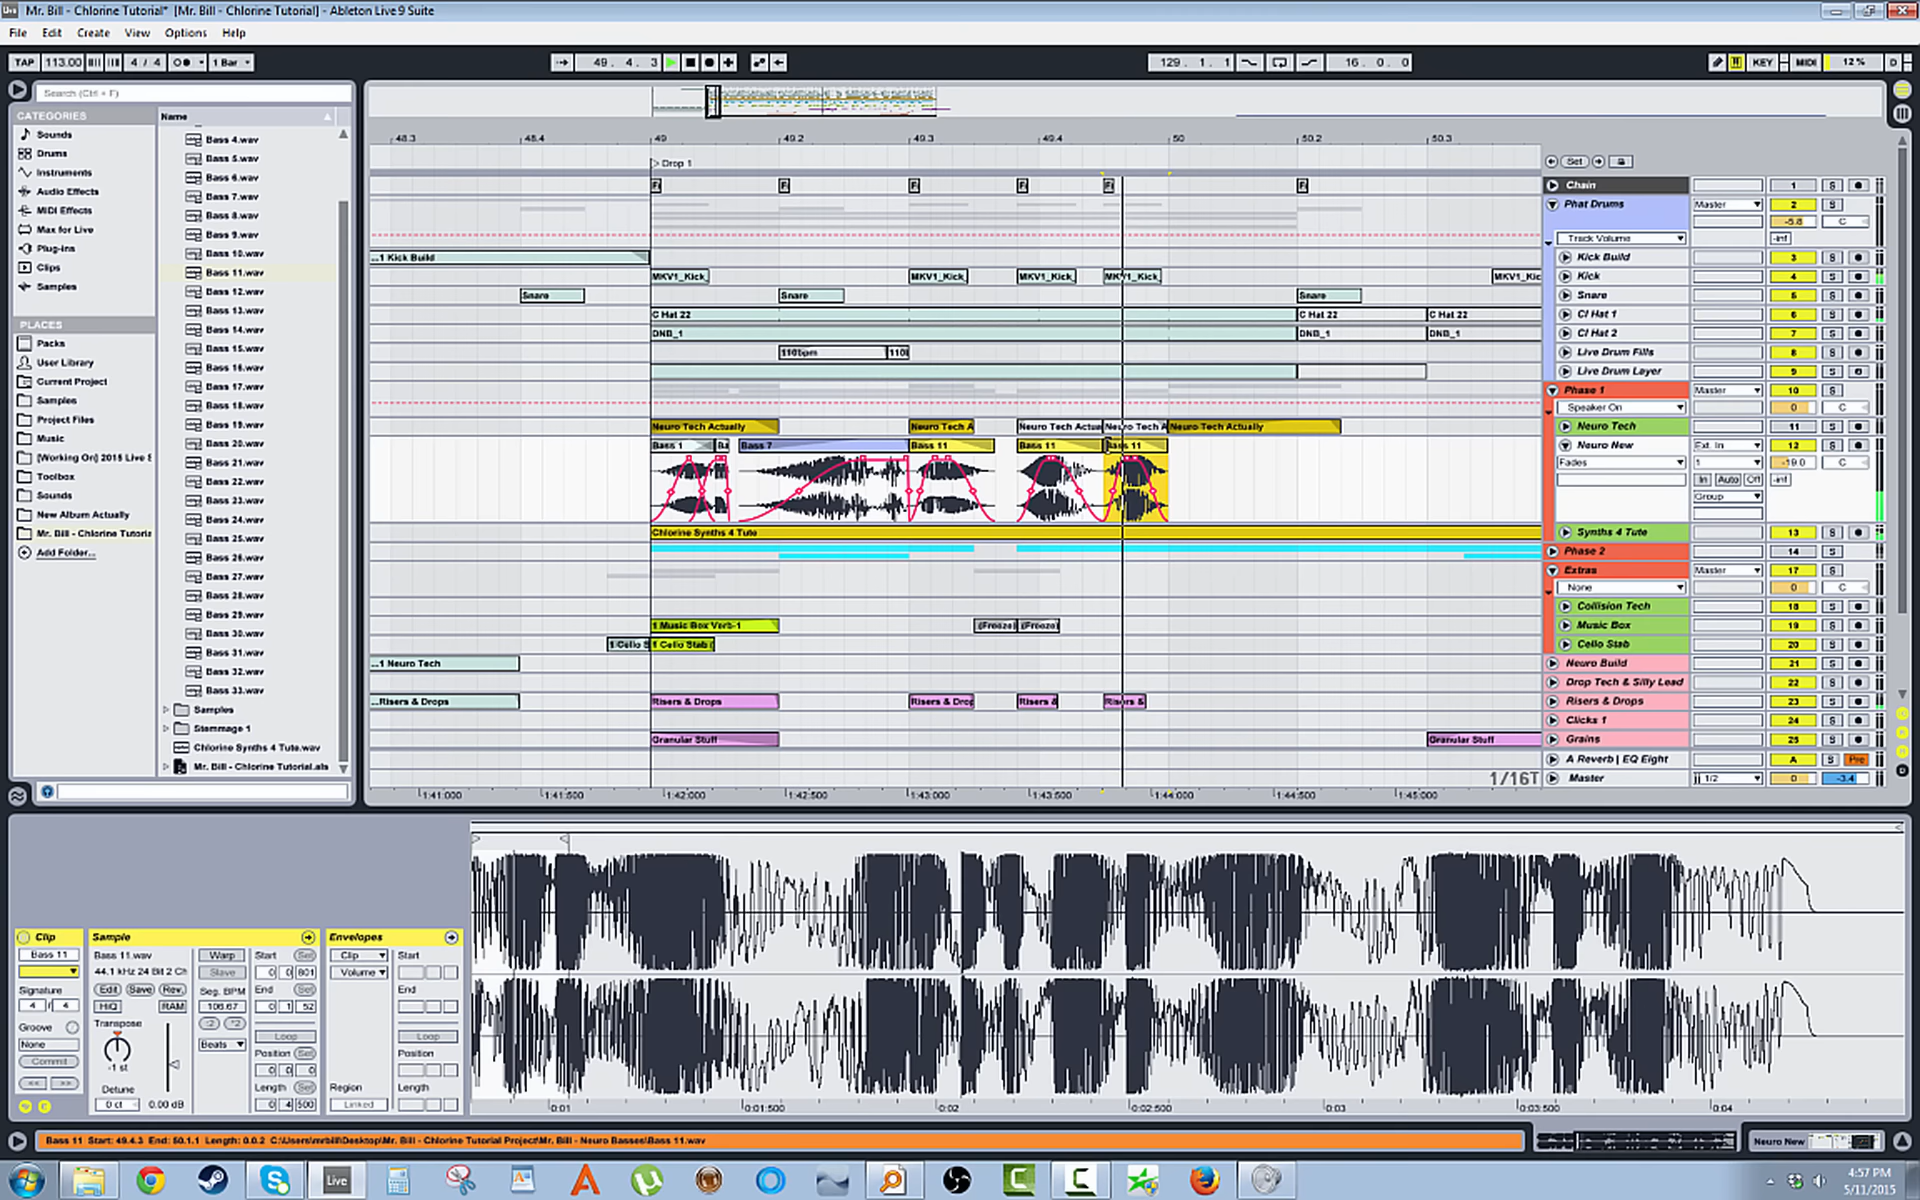 Mr. Bill - Chlorine Tutorial* [Mr. Bill - Chlorine Tutorial] - Ableton Live 9 Suite
File Edit Create View Options Help
TAP 113.00 4 / 4 1 Bar 49 . 4 . 3 129 . 1 . 1 16 . 0 . 0 KEY MIDI 12 % D
Search (Ctrl + F)
CATEGORIES
Sounds
Drums
Instruments
Audio Effects
MIDI Effects
Max for Live
Plug-ins
Clips
Samples
PLACES
Packs
User Library
Current Project
Samples
Project Files
Music
[Working On] 2015 Live S
Toolbox
Sounds
New Album Actually
Mr. Bill - Chlorine Tutoria
Add Folder...
Name
Bass 4.wav
Bass 5.wav
Bass 6.wav
Bass 7.wav
Bass 8.wav
Bass 9.wav
Bass 10.wav
Bass 11.wav
Bass 12.wav
Bass 13.wav
Bass 14.wav
Bass 15.wav
Bass 16.wav
Bass 17.wav
Bass 18.wav
Bass 19.wav
Bass 20.wav
Bass 21.wav
Bass 22.wav
Bass 23.wav
Bass 24.wav
Bass 25.wav
Bass 26.wav
Bass 27.wav
Bass 28.wav
Bass 29.wav
Bass 30.wav
Bass 31.wav
Bass 32.wav
Bass 33.wav
Samples
Stemmage 1
Chlorine Synths 4 Tute.wav
Mr. Bill - Chlorine Tutorial.als
48.3 48.4 49 49.2 49.3 49.4 50 50.2 50.3
Drop 1
Set
Chain 1 S
Phat Drums Master 2 S
-5.8 C
Track Volume -inf
...1 Kick Build Kick Build 3 S
MKV1_Kick MKV1_Kick MKV1_Kick MKV1_Kick MKV1_Kic Kick 4 S
Snare Snare Snare Snare 5 S
C Hat 22 C Hat 22 C Hat 22 Cl Hat 1 6 S
DNB_1 DNB_1 DNB_1 Cl Hat 2 7 S
110bpm 110 Live Drum Fills 8 S
Live Drum Layer 9 S
Phase 1 Master 10 S
Speaker On 0 C
Neuro Tech Actually Neuro Tech A Neuro Tech Actua Neuro Tech A Neuro Tech Actually Neuro Tech 11 S
Bass 1 Ba Bass 7 Bass 11 Bass 11 Bass 11 Neuro New Ext. In 12 S
Fades 1 -19.0 C
In Auto Off -inf
Group
Chlorine Synths 4 Tute Synths 4 Tute 13 S
Phase 2 14 S
Extras Master 17 S
None 0 C
Collision Tech 18 S
1 Music Box Verb-1 (Freeze) (Freeze) Music Box 19 S
1 Cello S 1 Cello Stab ( Cello Stab 20 S
...1 Neuro Tech Neuro Build 21 S
Drop Tech & Silly Lead 22 S
...Risers & Drops Risers & Drops Risers & Drop Risers & Risers & Risers & Drops 23 S
Clicks 1 24 S
Granular Stuff Granular Stuff Grains 25 S
A Reverb | EQ Eight A S Pre
1/16T Master 1/2 0 -3.4
1:41:000 1:41:500 1:42:000 1:42:500 1:43:000 1:43:500 1:44:000 1:44:500 1:45:000
Clip
Bass 11
Signature
4 / 4
Groove
None
Commit
<< >>
Sample
Bass 11.wav
44.1 kHz 24 Bit 2 Ch
Edit Save Rev.
HiQ RAM
Transpose
-1 st
Detune
0 ct 0.00 dB
Warp
Slave
Seg. BPM
106.67
:2 *2
Beats
Start Set
0 0 801
End Set
0 1 52
Loop
Position Set
0 0 0
Length Set
0 4 500
Envelopes
Clip
Volume
Region
Linked
Start
End
Loop
Position
Length
0:01 0:01:500 0:02 0:02:500 0:03 0:03:500 0:04
Bass 11 Start: 49.4.3 End: 50.1.1 Length: 0.0.2 C:\Users\mrbill\Desktop\Mr. Bill - Chlorine Tutorial Project\Mr. Bill - Neuro Basses\Bass 11.wav
Neuro New
Live
4:57 PM
5/11/2015